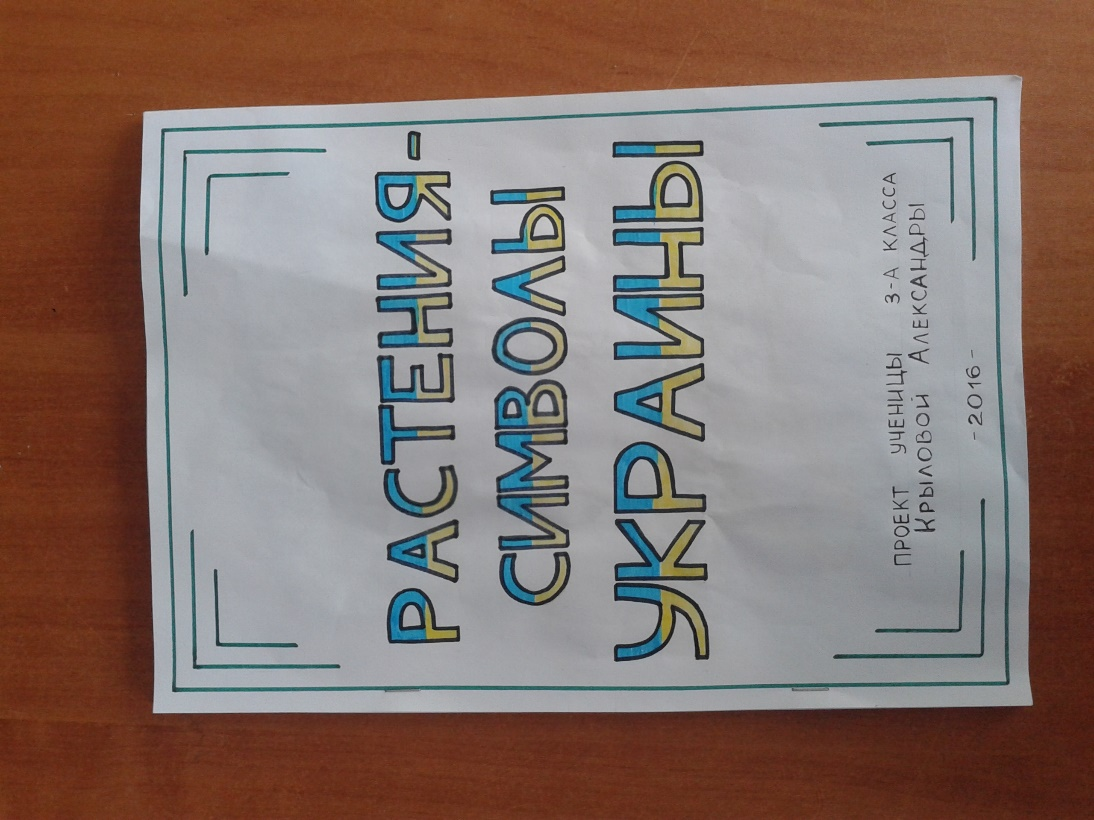 РАСТЕНИЯ-
СИМВОЛЫ
УКРАИНЫ
ПРОЕКТ УЧЕНИЦЫ 3-А КЛАССА
КРЫЛОВОЙ АЛЕКСАНДРЫ
-2016-